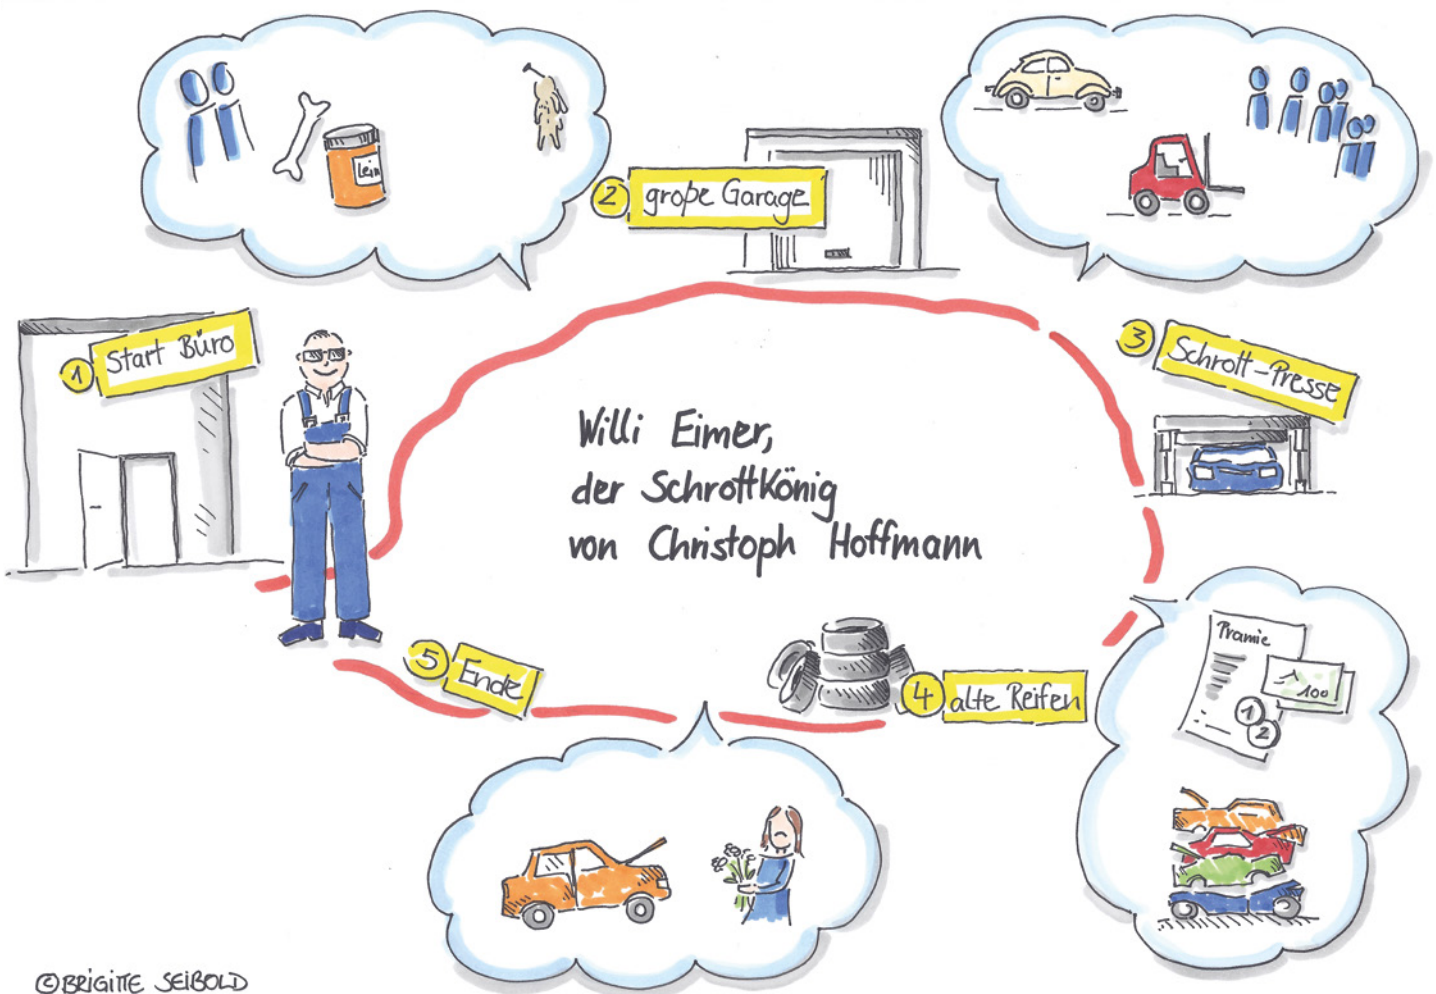 1 Start Büro
Lein
2 große Garage
3 Schrott-Presse
Willi Eimer,
der Schrottkönig
von Christoph Hoffmann
Prämie
100
1
2
4 alte Reifen
5 Ende
© BRIGITTE SEIBOLD